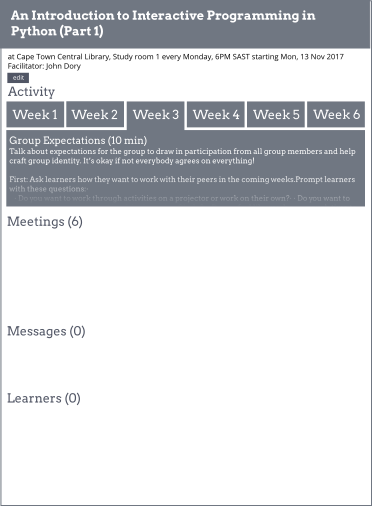 An Introduction to Interactive Programming in
Python (Part 1)
at Cape Town Central Library, Study room 1 every Monday, 6PM SAST starting Mon, 13 Nov 2017
Facilitator: John Dory
edit
Activity
Week 1 Week 2 Week 3 Week 4 Week 5 Week 6
Group Expectations (10 min)
Talk about expectations for the group to draw in participation from all group members and help
craft group identity. It's okay if not everybody agrees on everything!
First: Ask learners how they want to work with their peers in the coming weeks.Prompt learners
with these questions:-
Do you want to work through activities on a projector or work on their own? - Do you want to
Meetings (6)
Messages (0)
Learners (0)